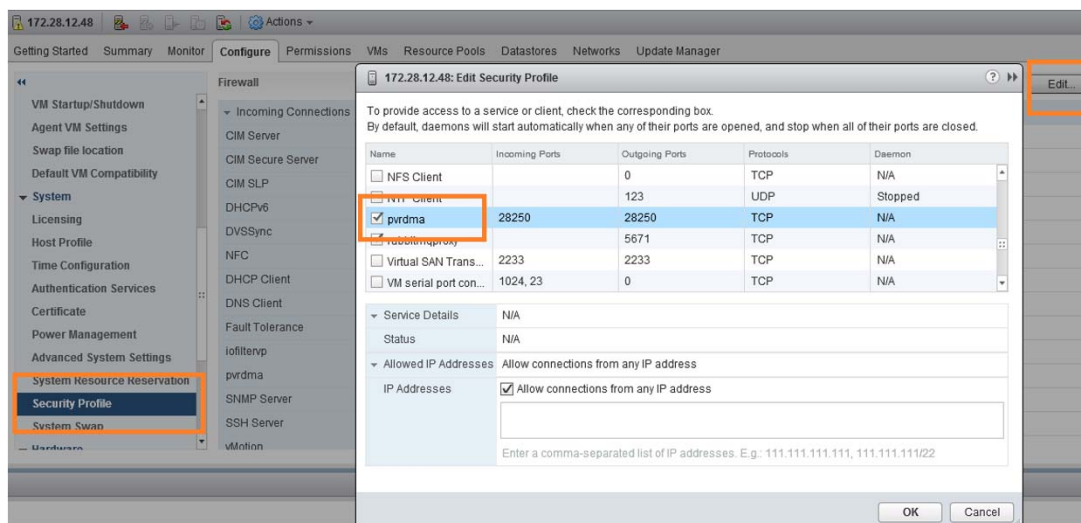 172.28.12.48 Actions
Getting Started Summary Monitor Configure Permissions VMs Resource Pools Datastores Networks Update Manager
VM Startup/Shutdown
Agent VM Settings
Swap file location
Default VM Compatibility
System
Licensing
Host Profile
Time Configuration
Authentication Services
Certificate
Power Management
Advanced System Settings
System Resource Reservation
Security Profile
System Swap
Hardware
Firewall
Incoming Connections
CIM Server
CIM Secure Server
CIM SLP
DHCPv6
DVSSync
NFC
DHCP Client
DNS Client
Fault Tolerance
iofiltervp
pvrdma
SNMP Server
SSH Server
vMotion
Edit...
172.28.12.48: Edit Security Profile
To provide access to a service or client, check the corresponding box.
By default, daemons will start automatically when any of their ports are opened, and stop when all of their ports are closed.
Name Incoming Ports Outgoing Ports Protocols Daemon
NFS Client 0 TCP N/A
NTP Client 123 UDP Stopped
pvrdma 28250 28250 TCP N/A
rabbitmqproxy 5671 TCP N/A
Virtual SAN Trans... 2233 2233 TCP N/A
VM serial port con... 1024, 23 0 TCP N/A
Service Details N/A
Status N/A
Allowed IP Addresses Allow connections from any IP address
IP Addresses Allow connections from any IP address
Enter a comma-separated list of IP addresses. E.g.: 111.111.111.111, 111.111.111/22
OK Cancel